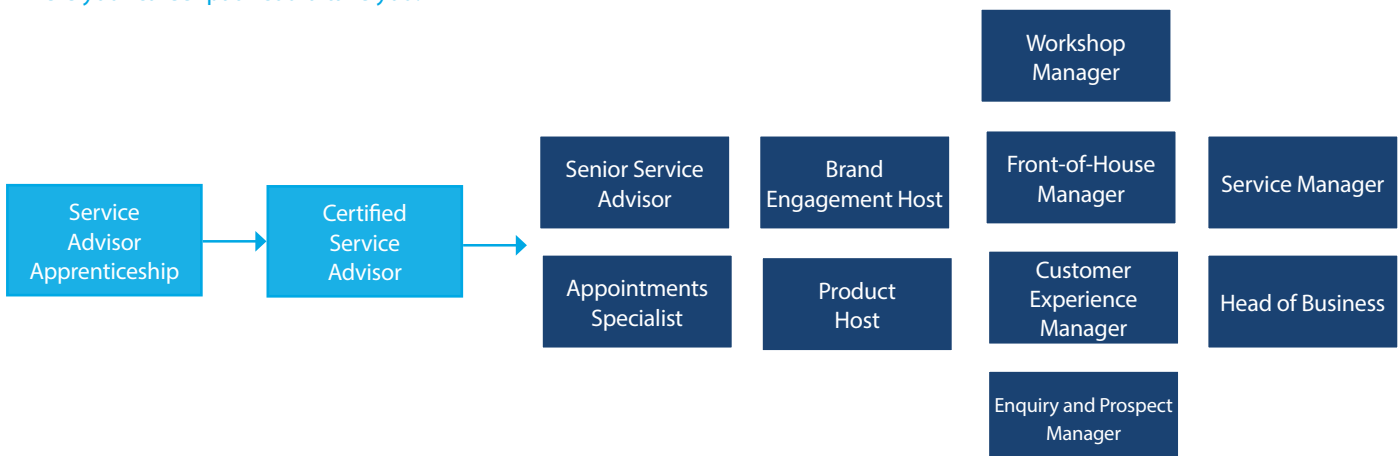 Service
Advisor
Apprenticeship
Certified
Service
Advisor
Senior Service
Advisor
Appointments
Specialist
Brand
Engagement Host
Product
Host
Workshop
Manager
Front-of-House
Manager
Customer
Experience
Manager
Enquiry and Prospect
Manager
Service Manager
Head of Business